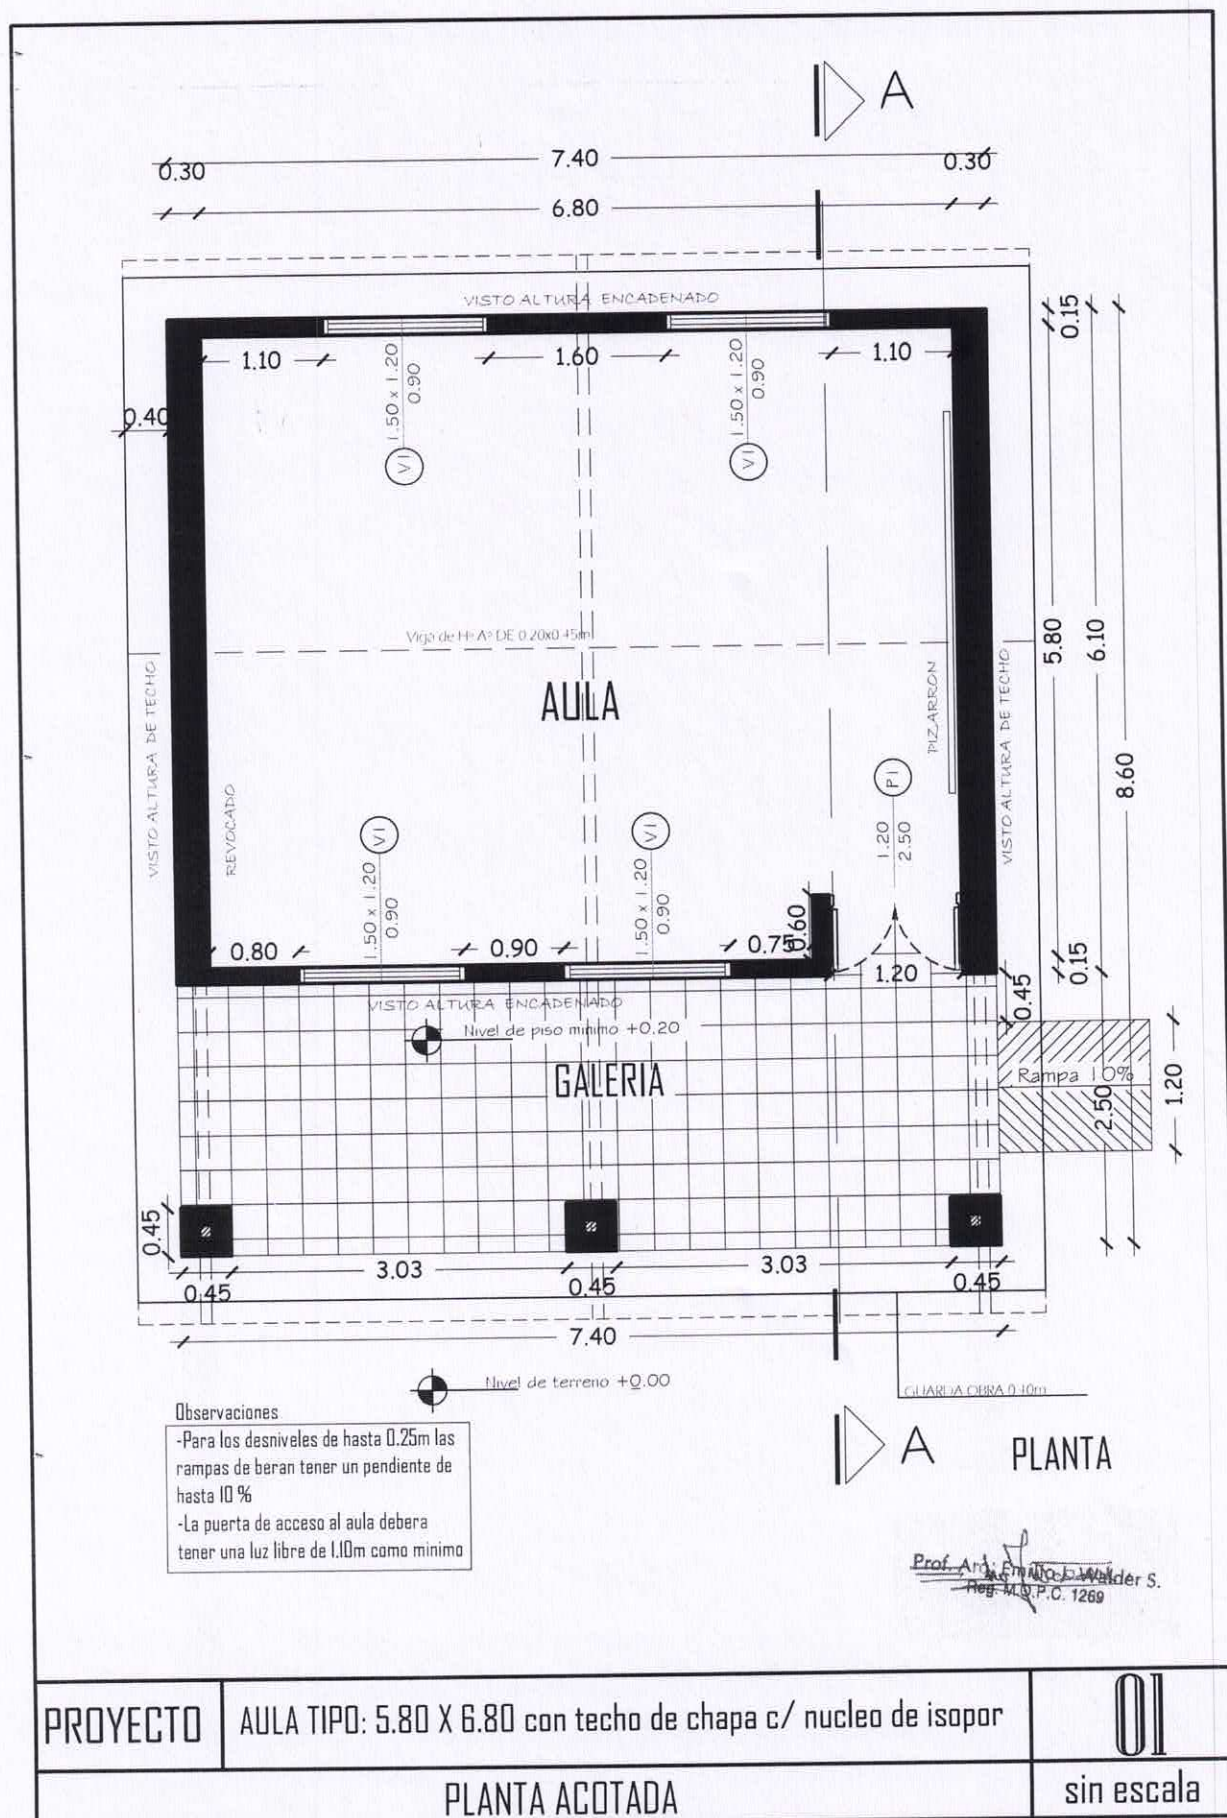 A
7.40
0.30
0.30
6.80
VISTO ALTURA ENCADENADO
0.15
1.10
1.60
1.10
1.50 x 1.20
0.90
1.50 x 1.20
0.90
0.40
V1
V1
Viga de Hº Aº DE 0.20x0.45m
5.80
6.10
8.60
AULA
PIZARRON
VISTO ALTURA DE TECHO
VISTO ALTURA DE TECHO
REVOCADO
P1
1.20
2.50
V1
V1
1.50 x 1.20
0.90
1.50 x 1.20
0.90
0.80
0.90
0.75
0.60
1.20
0.15
0.45
VISTO ALTURA ENCADENADO
Nivel de piso minimo +0.20
GALERIA
Rampa 10%
2.50
1.20
0.45
3.03
3.03
0.45
0.45
0.45
7.40
Nivel de terreno +0.00
GUARDA OBRA 0.40m
Observaciones
-Para los desniveles de hasta 0.25m las
rampas de beran tener un pendiente de
hasta 10 %
-La puerta de acceso al aula debera
tener una luz libre de 1.10m como minimo
A
PLANTA
Prof. Arq. Walder S.
Reg. M.O.P.C. 1269
PROYECTO
AULA TIPO: 5.80 X 6.80 con techo de chapa c/ nucleo de isopor
01
PLANTA ACOTADA
sin escala